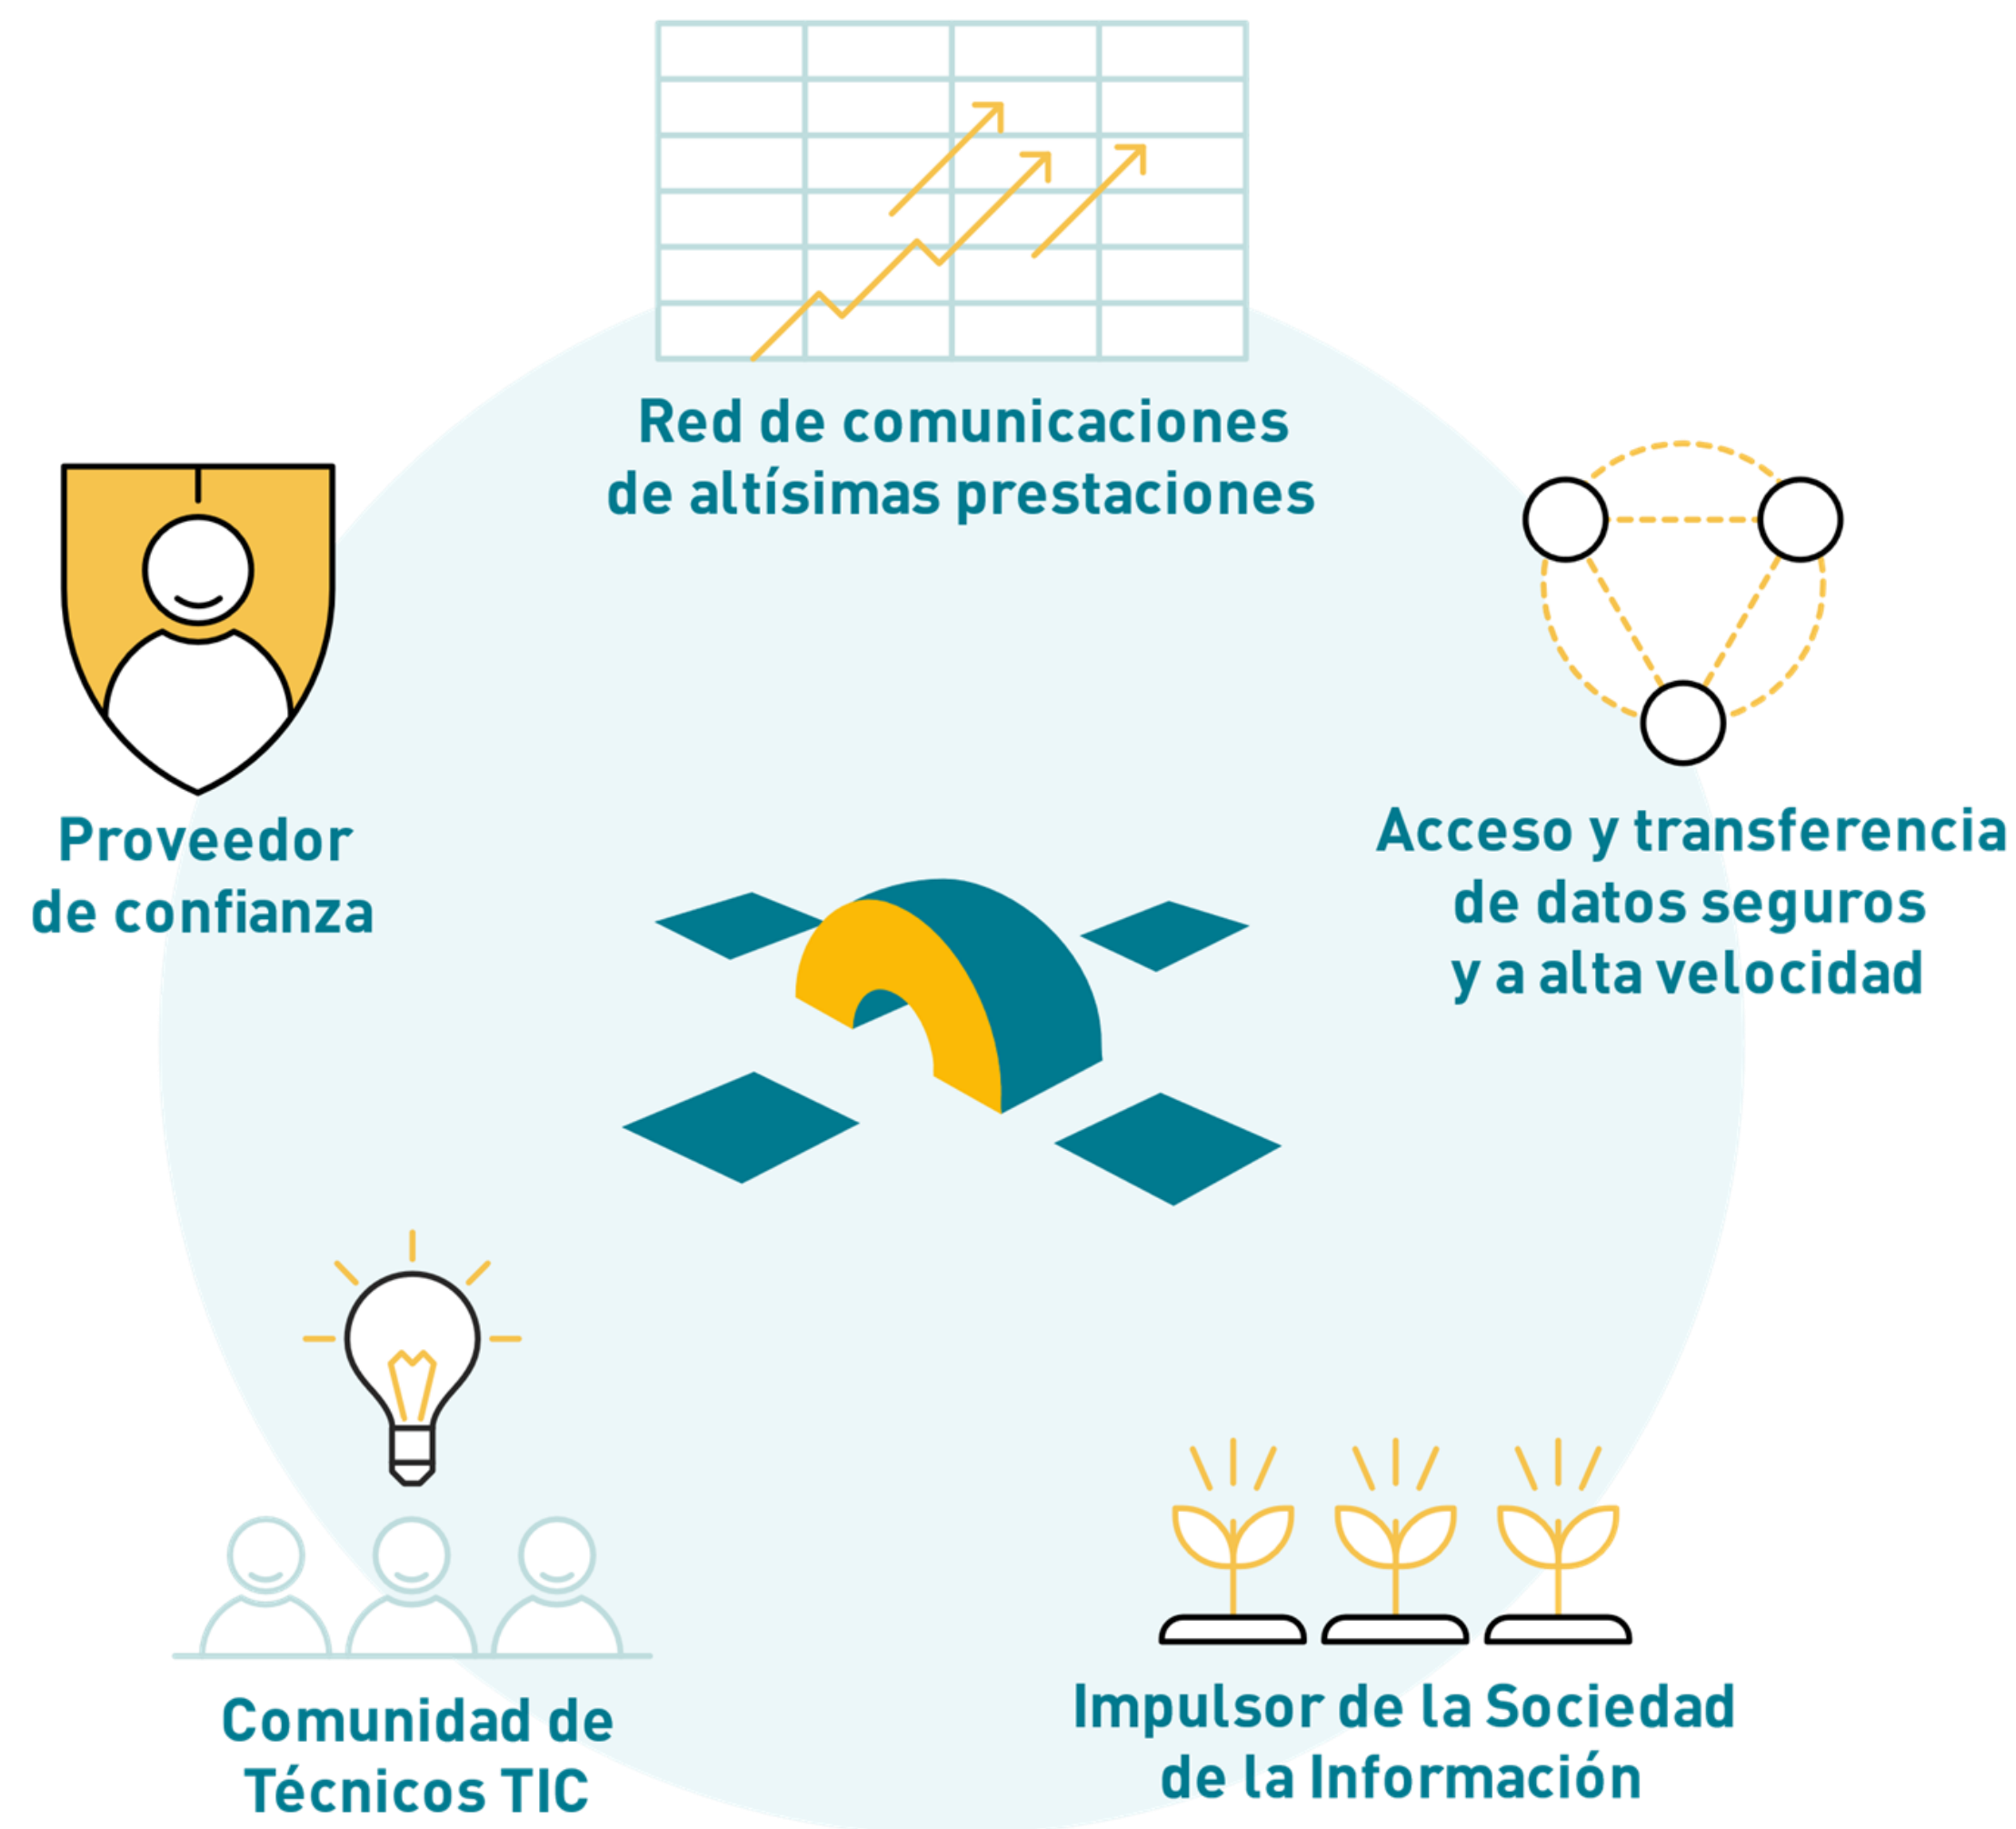 Red de comunicaciones
de altísimas prestaciones
Proveedor
de confianza
Acceso y transferencia
de datos seguros
y a alta velocidad
Comunidad de
Técnicos TIC
Impulsor de la Sociedad
de la Información